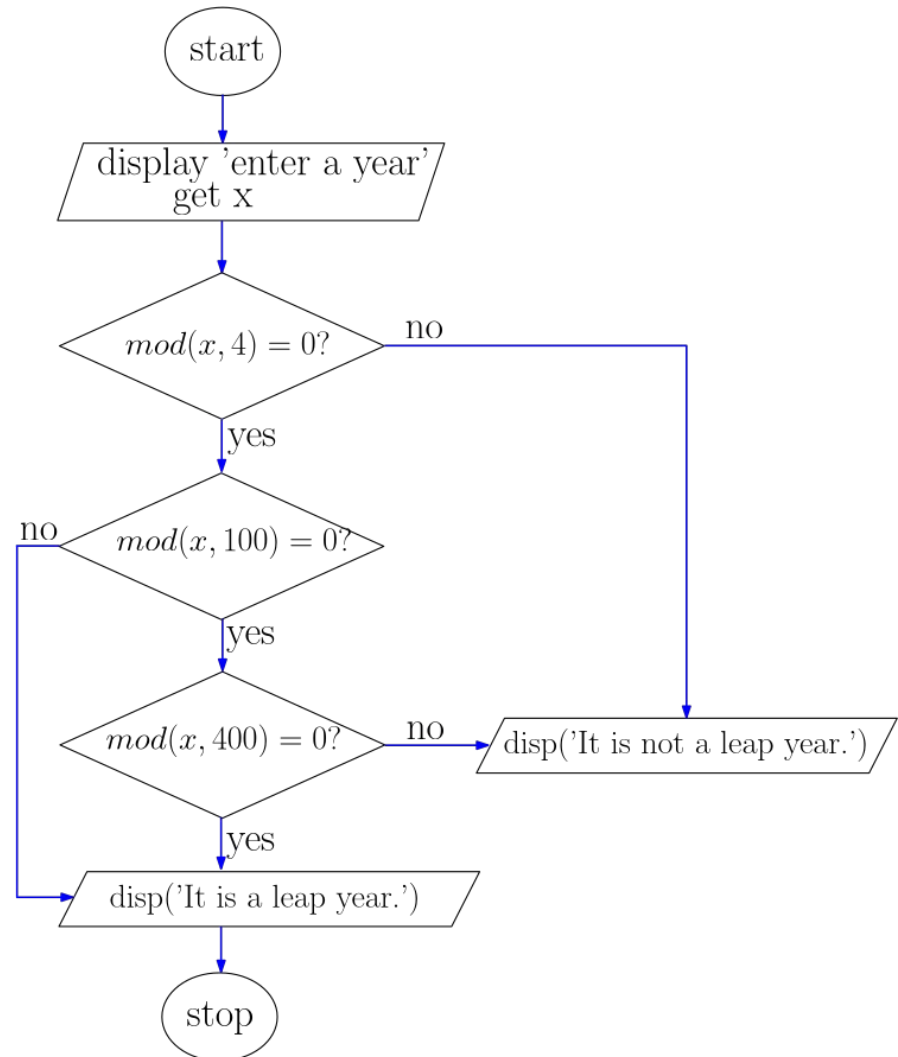 start
display 'enter a year'
get x
mod(x, 4) = 0?
no
yes
mod(x, 100) = 0?
no
yes
mod(x, 400) = 0?
no
disp('It is not a leap year.')
yes
disp('It is a leap year.')
stop